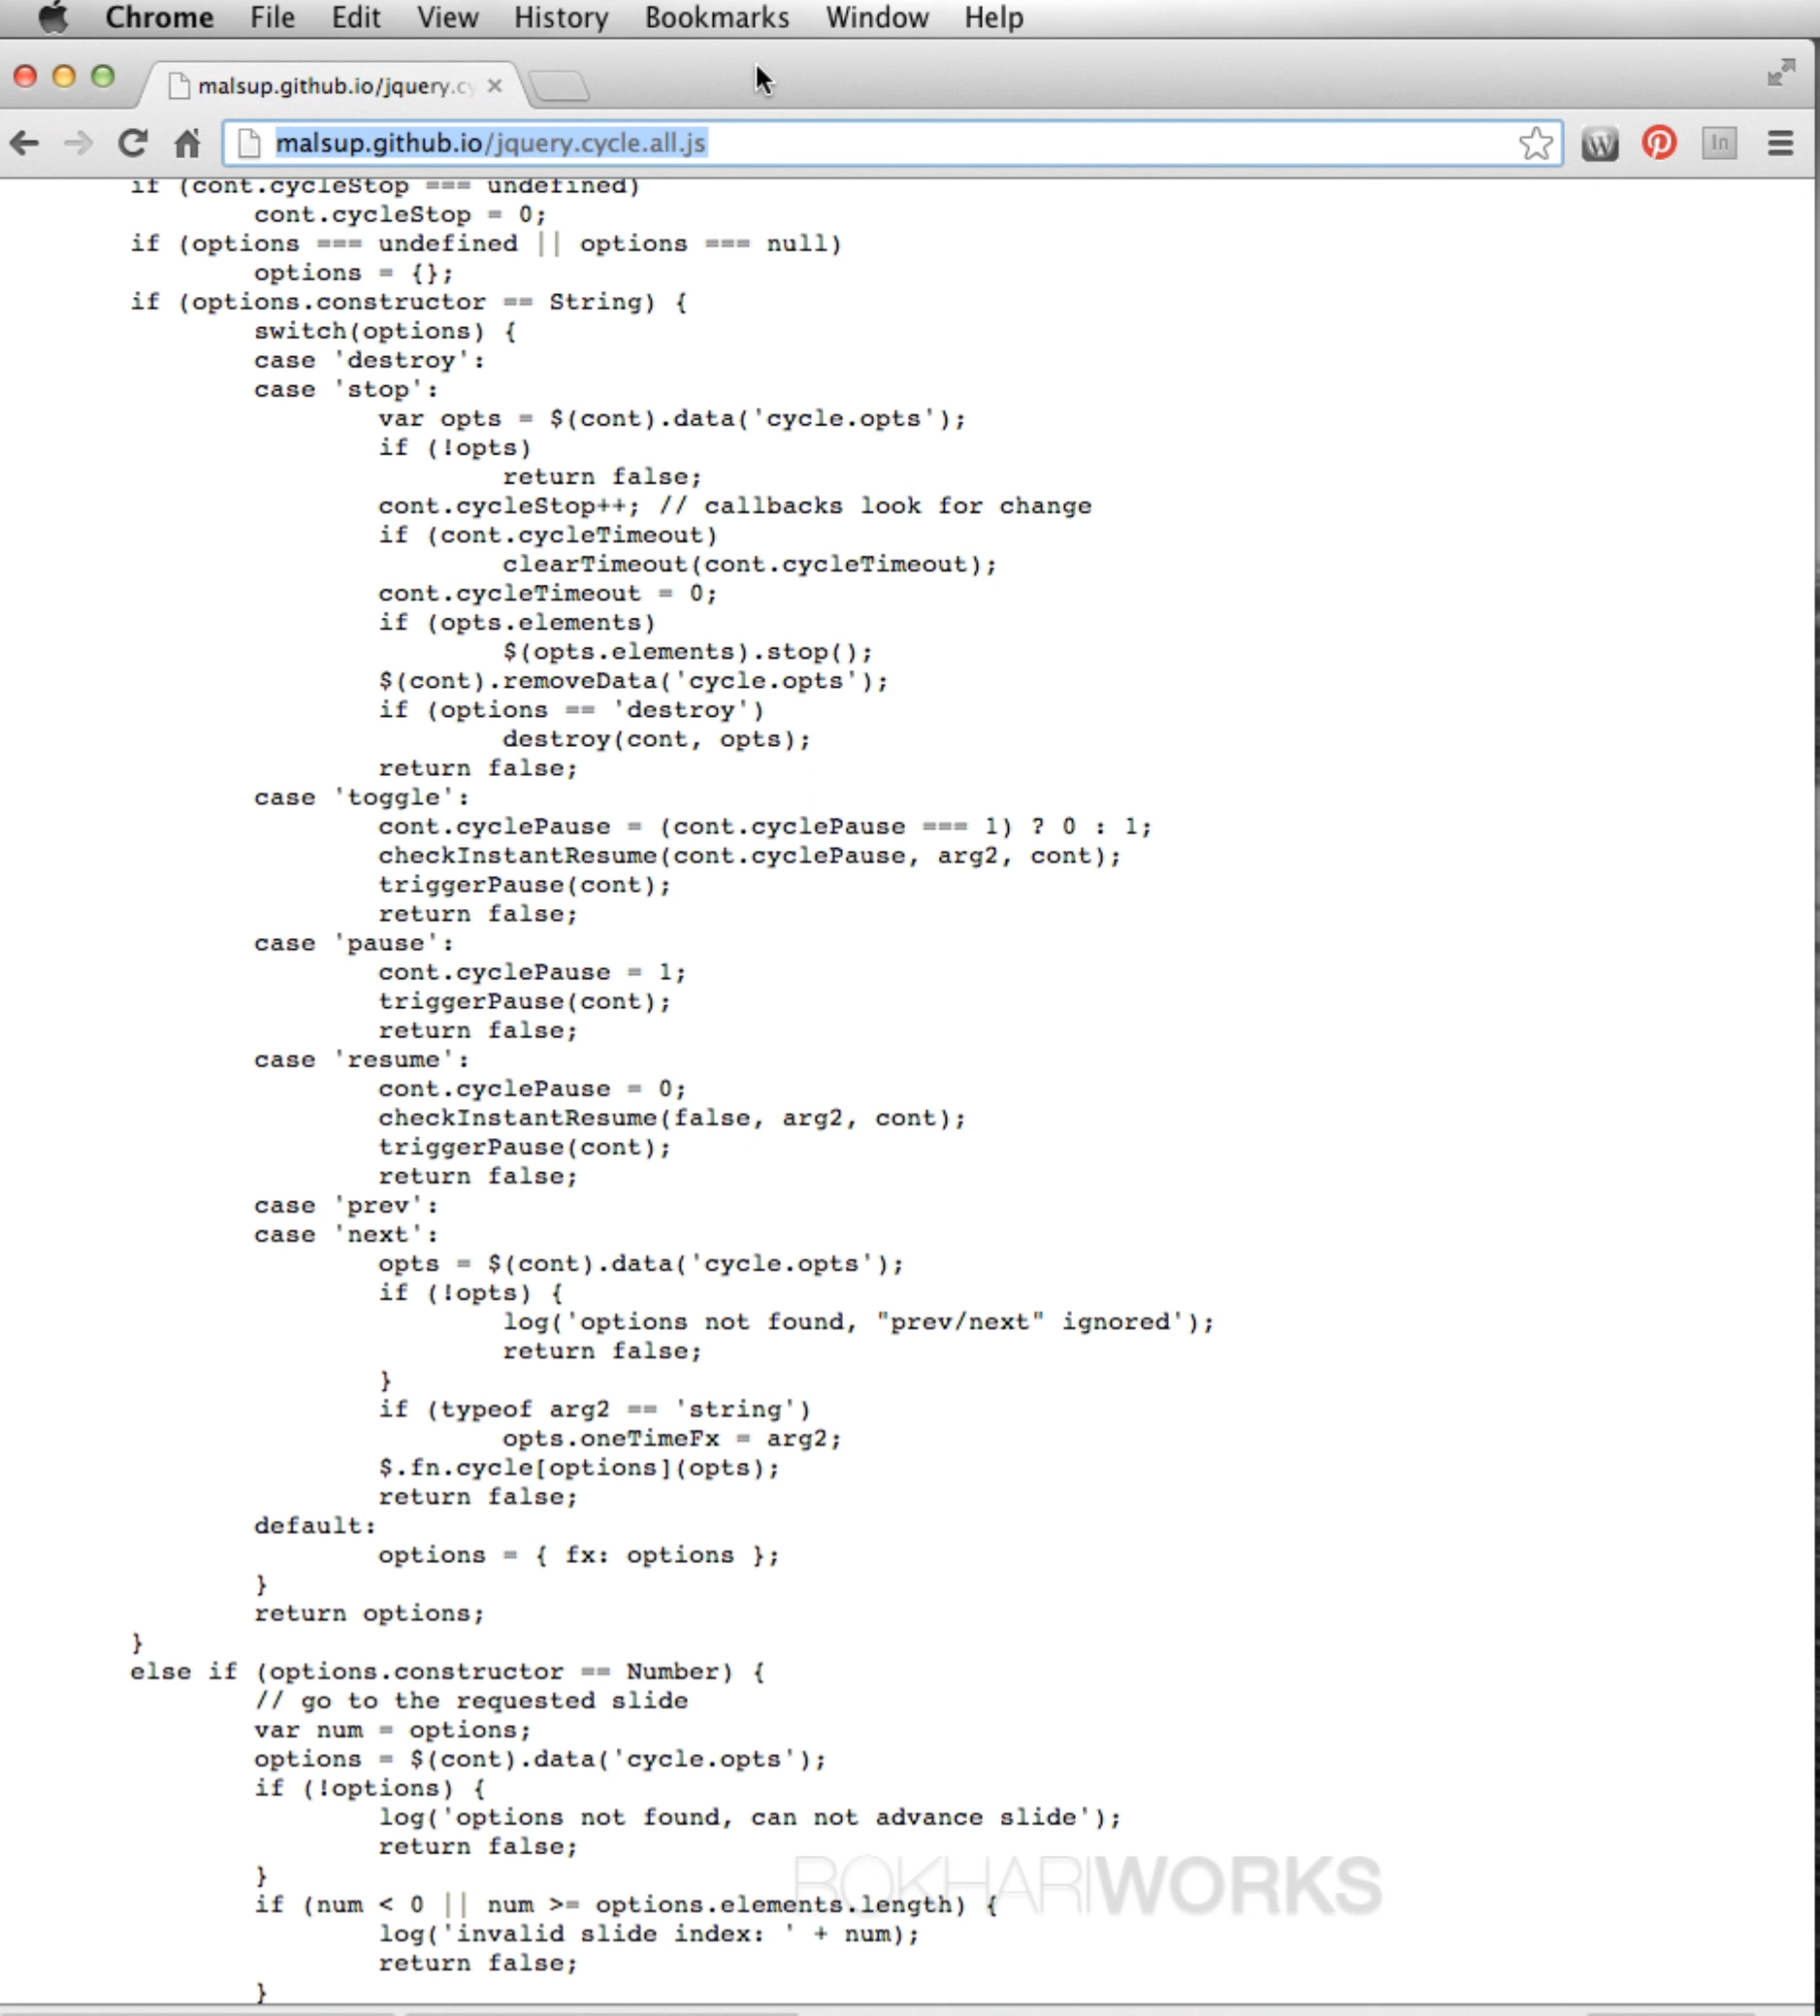 Chrome File Edit View History Bookmarks Window Help
malsup.github.io/jquery.cy
malsup.github.io/jquery.cycle.all.js
if (cont.cycleStop === undefined)
cont.cycleStop = 0;
if (options === undefined || options === null)
options = {};
if (options.constructor == String) {
switch(options) {
case 'destroy':
case 'stop':
var opts = $(cont).data('cycle.opts');
if (!opts)
return false;
cont.cycleStop++; // callbacks look for change
if (cont.cycleTimeout)
clearTimeout(cont.cycleTimeout);
cont.cycleTimeout = 0;
if (opts.elements)
$(opts.elements).stop();
$(cont).removeData('cycle.opts');
if (options == 'destroy')
destroy(cont, opts);
return false;
case 'toggle':
cont.cyclePause = (cont.cyclePause === 1) ? 0 : 1;
checkInstantResume(cont.cyclePause, arg2, cont);
triggerPause(cont);
return false;
case 'pause':
cont.cyclePause = 1;
triggerPause(cont);
return false;
case 'resume':
cont.cyclePause = 0;
checkInstantResume(false, arg2, cont);
triggerPause(cont);
return false;
case 'prev':
case 'next':
opts = $(cont).data('cycle.opts');
if (!opts) {
log('options not found, "prev/next" ignored');
return false;
}
if (typeof arg2 == 'string')
opts.oneTimeFx = arg2;
$.fn.cycle[options](opts);
return false;
default:
options = { fx: options };
}
return options;
}
else if (options.constructor == Number) {
// go to the requested slide
var num = options;
options = $(cont).data('cycle.opts');
if (!options) {
log('options not found, can not advance slide');
return false;
}
if (num < 0 || num >= options.elements.length) {
log('invalid slide index: ' + num);
return false;
}
BOKHARIWORKS
W
In